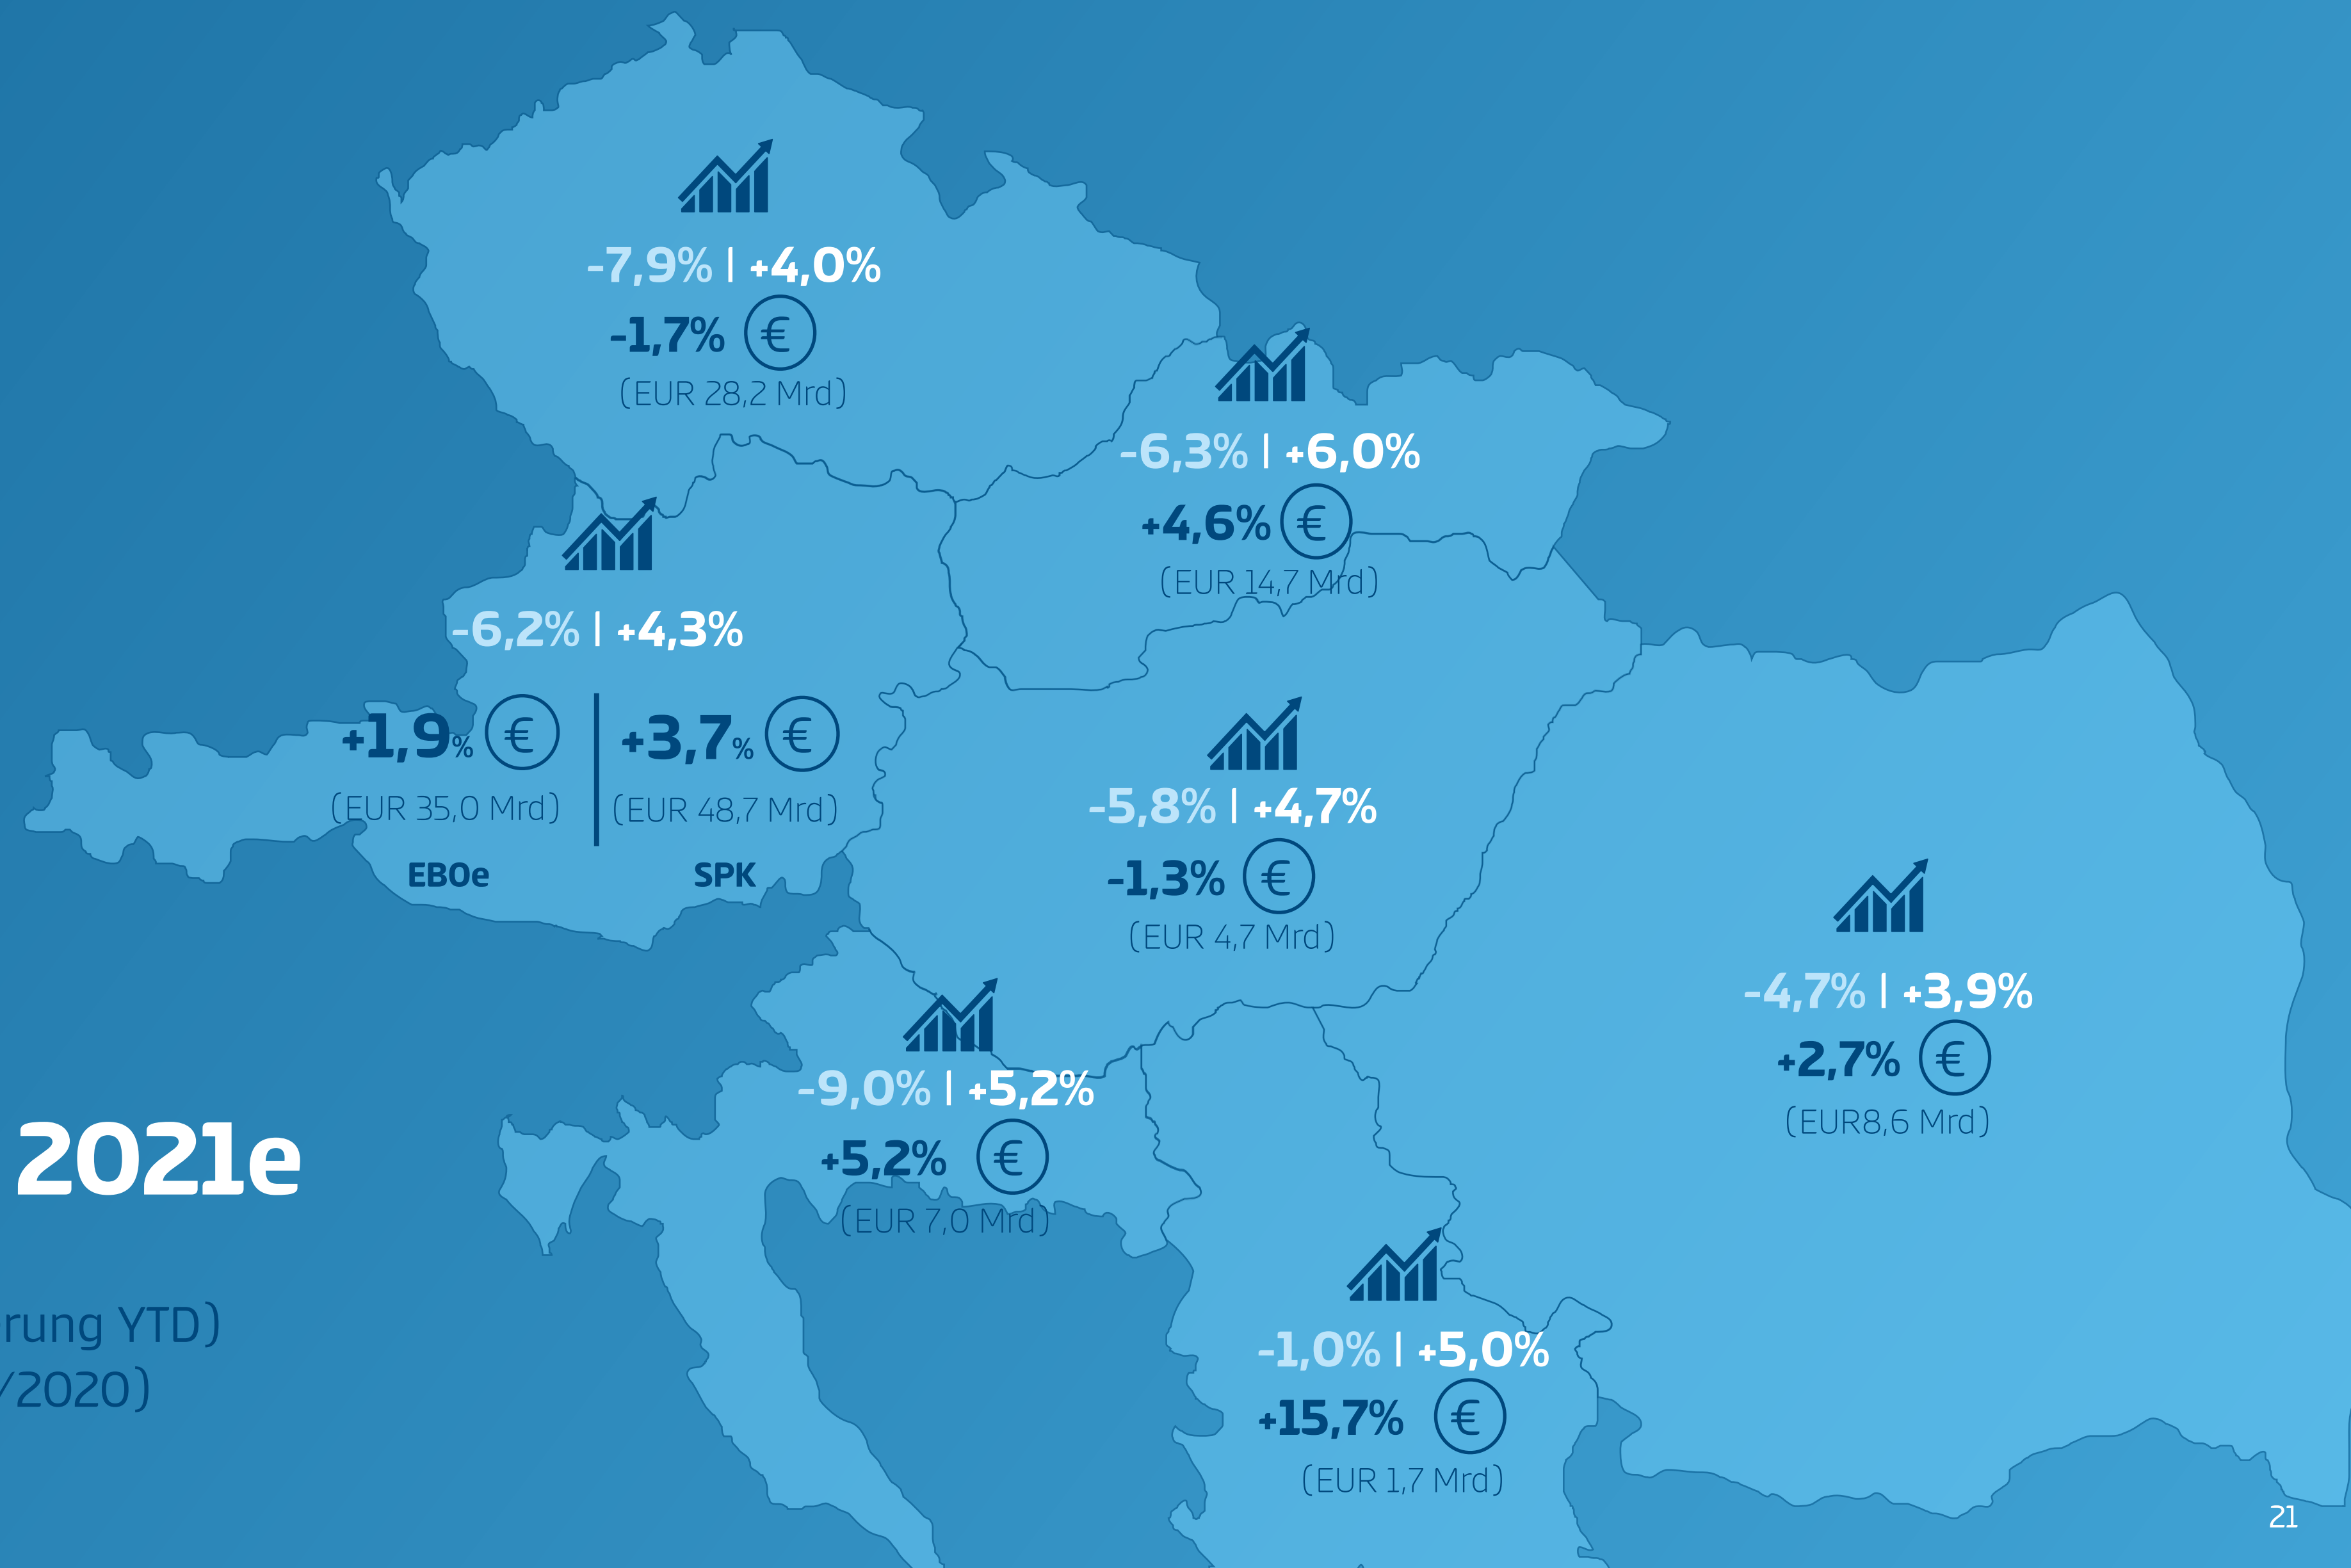 -7,9% | +4,0%
-1,7% €
(EUR 28,2 Mrd)
-6,3% | +6,0%
+4,6% €
(EUR 14,7 Mrd)
-6,2% | +4,3%
+1,9% €
(EUR 35,0 Mrd)
EBOe
+3,7% €
(EUR 48,7 Mrd)
SPK
-5,8% | +4,7%
-1,3% €
(EUR 4,7 Mrd)
-4,7% | +3,9%
+2,7% €
(EUR8,6 Mrd)
-9,0% | +5,2%
+5,2% €
(EUR 7,0 Mrd)
2021e
rung YTD)
/2020)
-1,0% | +5,0%
+15,7% €
(EUR 1,7 Mrd)
21